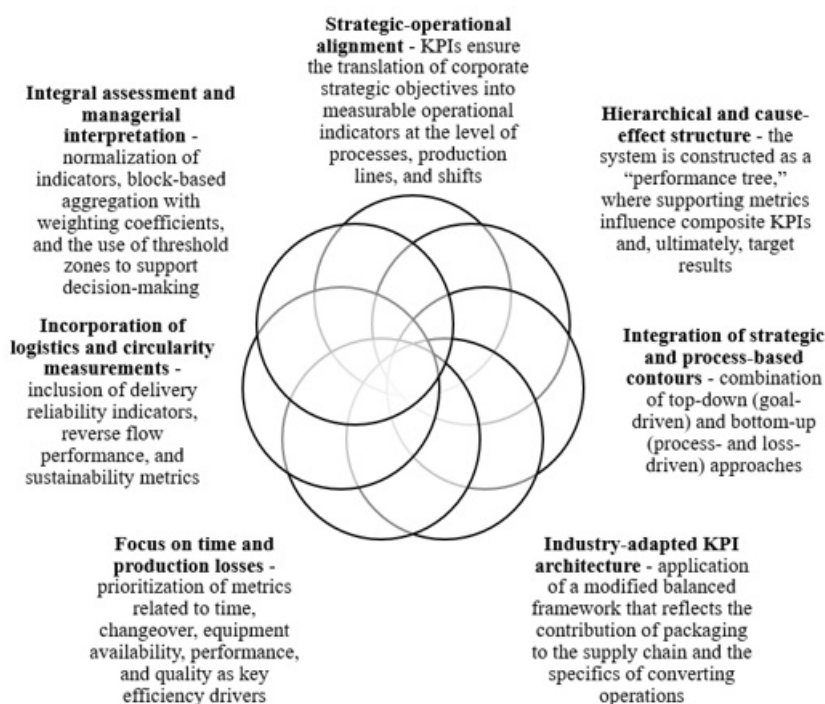 Strategic-operational
alignment - KPIs ensure
the translation of corporate
strategic objectives into
measurable operational
indicators at the level of
processes, production
lines, and shifts
Hierarchical and cause-
effect structure - the
system is constructed as a
“performance tree,”
where supporting metrics
influence composite KPIs
and, ultimately, target
results
Integration of strategic
and process-based
contours - combination
of top-down (goal-
driven) and bottom-up
(process- and loss-
driven) approaches
Industry-adapted KPI
architecture - application
of a modified balanced
framework that reflects the
contribution of packaging
to the supply chain and the
specifics of converting
operations
Focus on time and
production losses -
prioritization of metrics
related to time,
changeover, equipment
availability, performance,
and quality as key
efficiency drivers
Incorporation of
logistics and circularity
measurements -
inclusion of delivery
reliability indicators,
reverse flow
performance, and
sustainability metrics
Integral assessment and
managerial
interpretation -
normalization of
indicators, block-based
aggregation with
weighting coefficients,
and the use of threshold
zones to support
decision-making